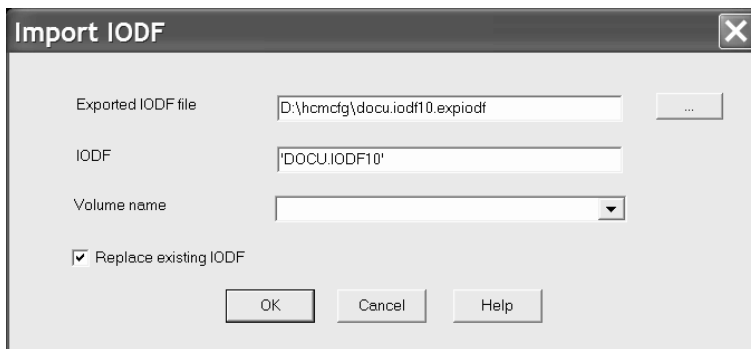 Import IODF
Exported IODF file D:\hcmcfg\docu.iodf10.expiodf ...
IODF 'DOCU.IODF10'
Volume name
Replace existing IODF
OK Cancel Help